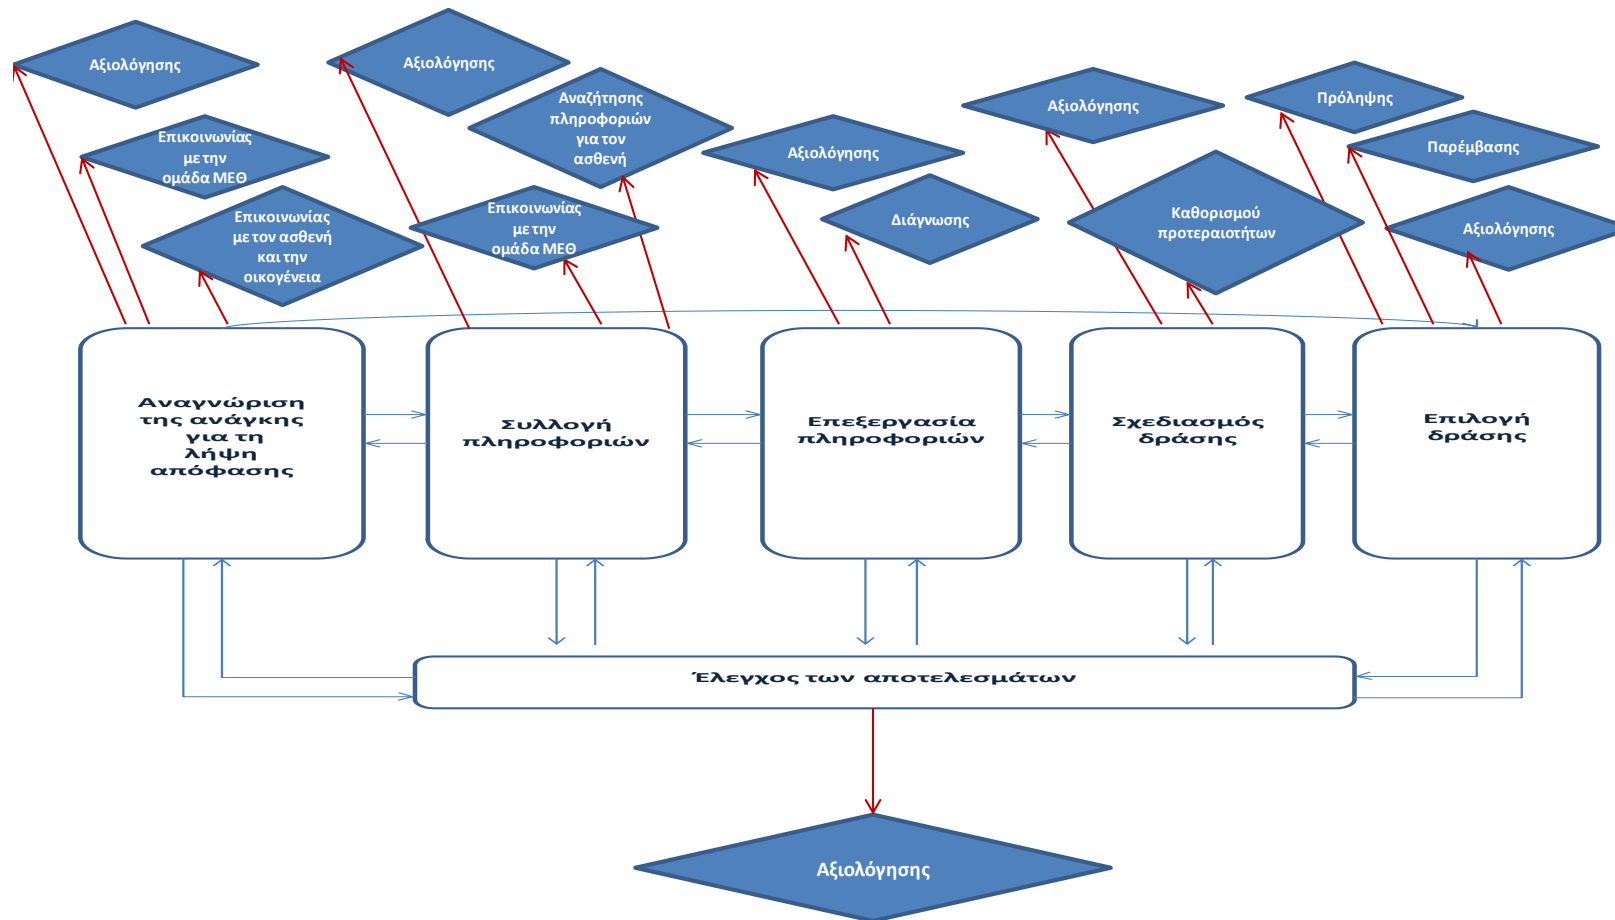 Αξιολόγησης
Επικοινωνίας
με την
ομάδα ΜΕΘ
Επικοινωνίας
με τον ασθενή
και την
οικογένεια
Αξιολόγησης
Αναζήτησης
πληροφοριών
για τον
ασθενή
Επικοινωνίας
με την
ομάδα ΜΕΘ
Αξιολόγησης
Διάγνωσης
Αξιολόγησης
Καθορισμού
προτεραιοτήτων
Πρόληψης
Παρέμβασης
Αξιολόγησης
Αναγνώριση
της ανάγκης
για τη
λήψη
απόφασης
Συλλογή
πληροφοριών
Επεξεργασία
πληροφοριών
Σχεδιασμός
δράσης
Επιλογή
δράσης
Έλεγχος των αποτελεσμάτων
Αξιολόγησης